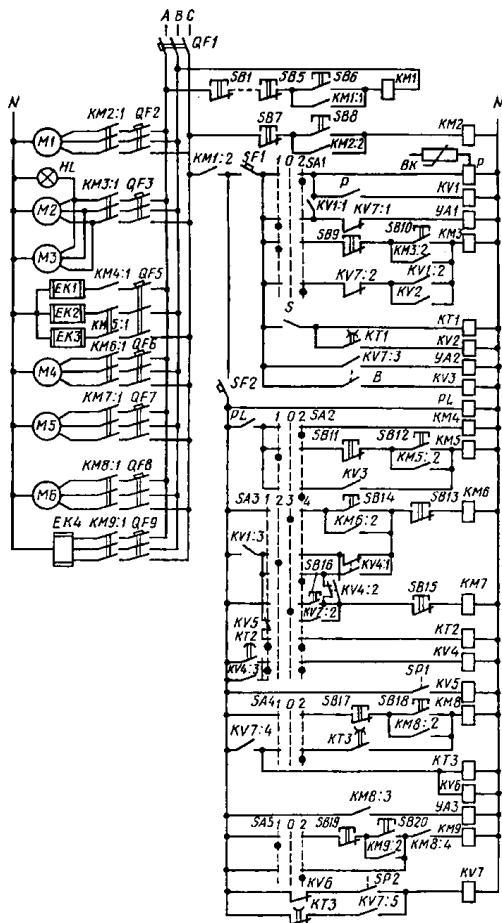 A B C
QF1
SB1 SB5 SB6 KM1
KM1:1
N N
SB7 SB8 KM2
KM2:2
KM2:1 QF2
M1
HL
KM1:2 SF1 1 0 2 SA1
BK P
KM3:1 QF3
M2
P KV1
KV1:1
KV7:1 YA1
SB9 SB10 KM3
KM3:2
M3
KV7:2 KV1:2
KV2
KM4:1 QF5
EK1
EK2
EK3
KM5:1
S KT1
KT1 KV2
KV7:3 YA2
B KV3
KM6:1 QF6
M4
SF2
PL
PL 1 0 2 SA2 KM4
KM7:1 QF7
M5
SB11 SB12 KM5
KM5:2
KV3
KM8:1 QF8
M6
SA3 1 2 3 4 SB14 SB13 KM6
KM6:2
KM9:1 QF9
EK4
KV1:3
KV4:1
SB16 KV4:2
SB15 KM7
KV5
KT2 KT2
KV4:3 KV4
SP1 KV5
SA4 1 0 2 SB17 SB18 KM8
KM8:2
KV7:4
KT3
KT3
KV6
KM8:3 YA3
SA5 1 0 2 SB19 SB20 KM9
KM9:2 KM8:4
KV6 SP2 KV7
KT3 KV7:5